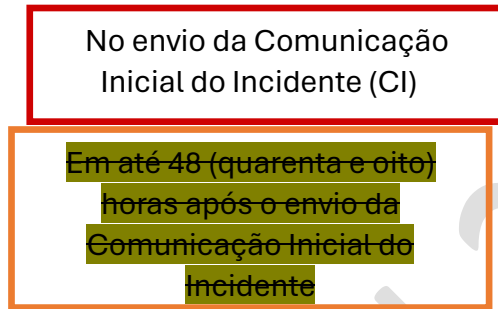 No envio da Comunicação
Inicial do Incidente (CI)
Em até 48 (quarenta e oito)
horas após o envio da
Comunicação Inicial do
Incidente